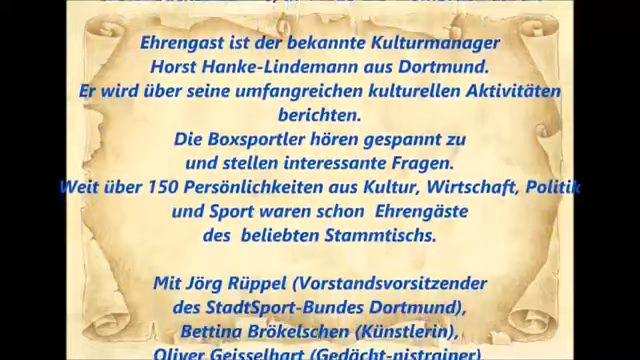 Ehrengast ist der bekannte Kulturmanager
Horst Hanke-Lindemann aus Dortmund.
Er wird über seine umfangreichen kulturellen Aktivitäten
berichten.
Die Boxsportler hören gespannt zu
und stellen interessante Fragen.
Weit über 150 Persönlichkeiten aus Kultur, Wirtschaft, Politik
und Sport waren schon Ehrengäste
des beliebten Stammtischs.
Mit Jörg Rüppel (Vorstandsvorsitzender
des StadtSport-Bundes Dortmund),
Bettina Brökelschen (Künstlerin),
Oliver Geisselhart (Gedächt-nistrainer)